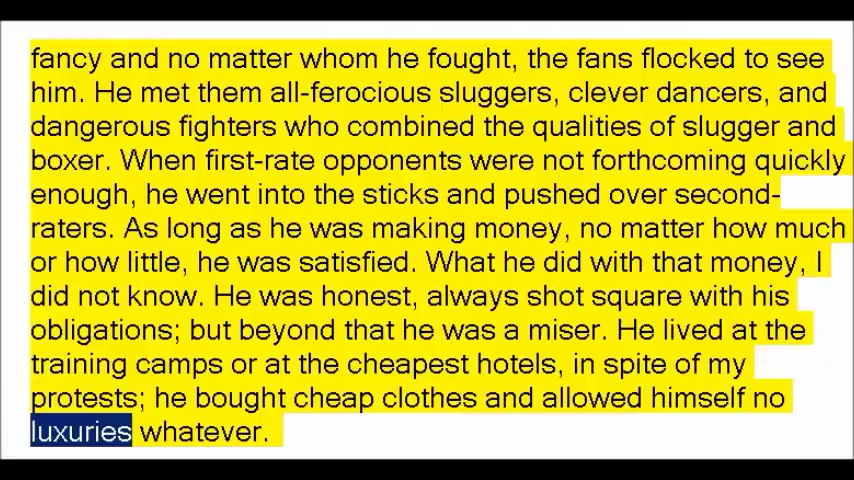 fancy and no matter whom he fought, the fans flocked to see
him. He met them all-ferocious sluggers, clever dancers, and
dangerous fighters who combined the qualities of slugger and
boxer. When first-rate opponents were not forthcoming quickly
enough, he went into the sticks and pushed over second-
raters. As long as he was making money, no matter how much
or how little, he was satisfied. What he did with that money, I
did not know. He was honest, always shot square with his
obligations; but beyond that he was a miser. He lived at the
training camps or at the cheapest hotels, in spite of my
protests; he bought cheap clothes and allowed himself no
luxuries whatever.